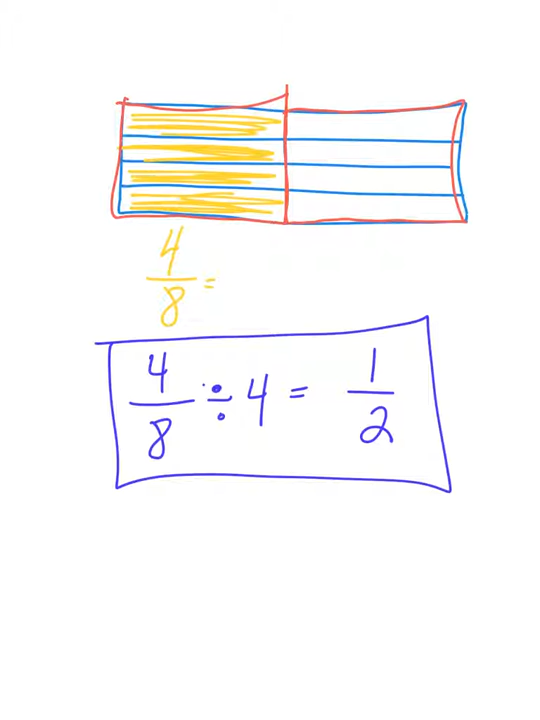 4/8 =
4/8 ÷ 4 = 1/2